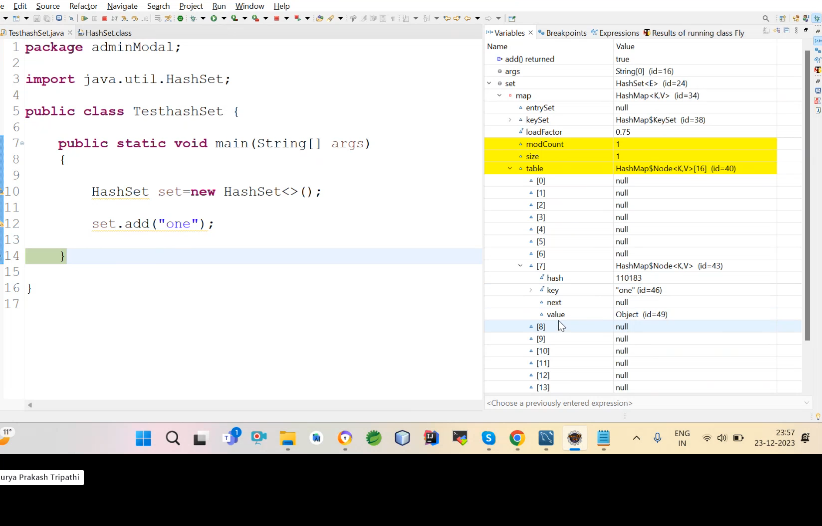 Edit Source Refactor Navigate Search Project Run Window Help
TesthashSet.java HashSet.class
1 package adminModal;
2
3 import java.util.HashSet;
4
5 public class TesthashSet {
6
7 public static void main(String[] args)
8 {
9
10 HashSet set=new HashSet<>();
11
12 set.add("one");
13
14 }
15
16 }
17
Variables Breakpoints Expressions Results of running class Fly
Name Value
add() returned true
args String[0] (id=16)
set HashSet<E> (id=24)
map HashMap<K,V> (id=34)
entrySet null
keySet HashMap$KeySet (id=38)
loadFactor 0.75
modCount 1
size 1
table HashMap$Node<K,V>[16] (id=40)
[0] null
[1] null
[2] null
[3] null
[4] null
[5] null
[6] null
[7] HashMap$Node<K,V> (id=43)
hash 110183
key "one" (id=46)
next null
value Object (id=49)
[8] null
[9] null
[10] null
[11] null
[12] null
[13] null
<Choose a previously entered expression>
11°
1
ENG
IN
23:57
23-12-2023
urya Prakash Tripathi